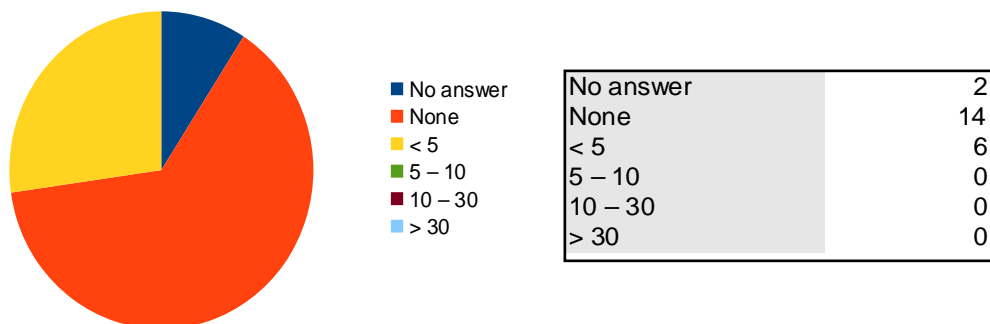 No answer
None
< 5
5 – 10
10 – 30
> 30
No answer 2
None 14
< 5 6
5 – 10 0
10 – 30 0
> 30 0